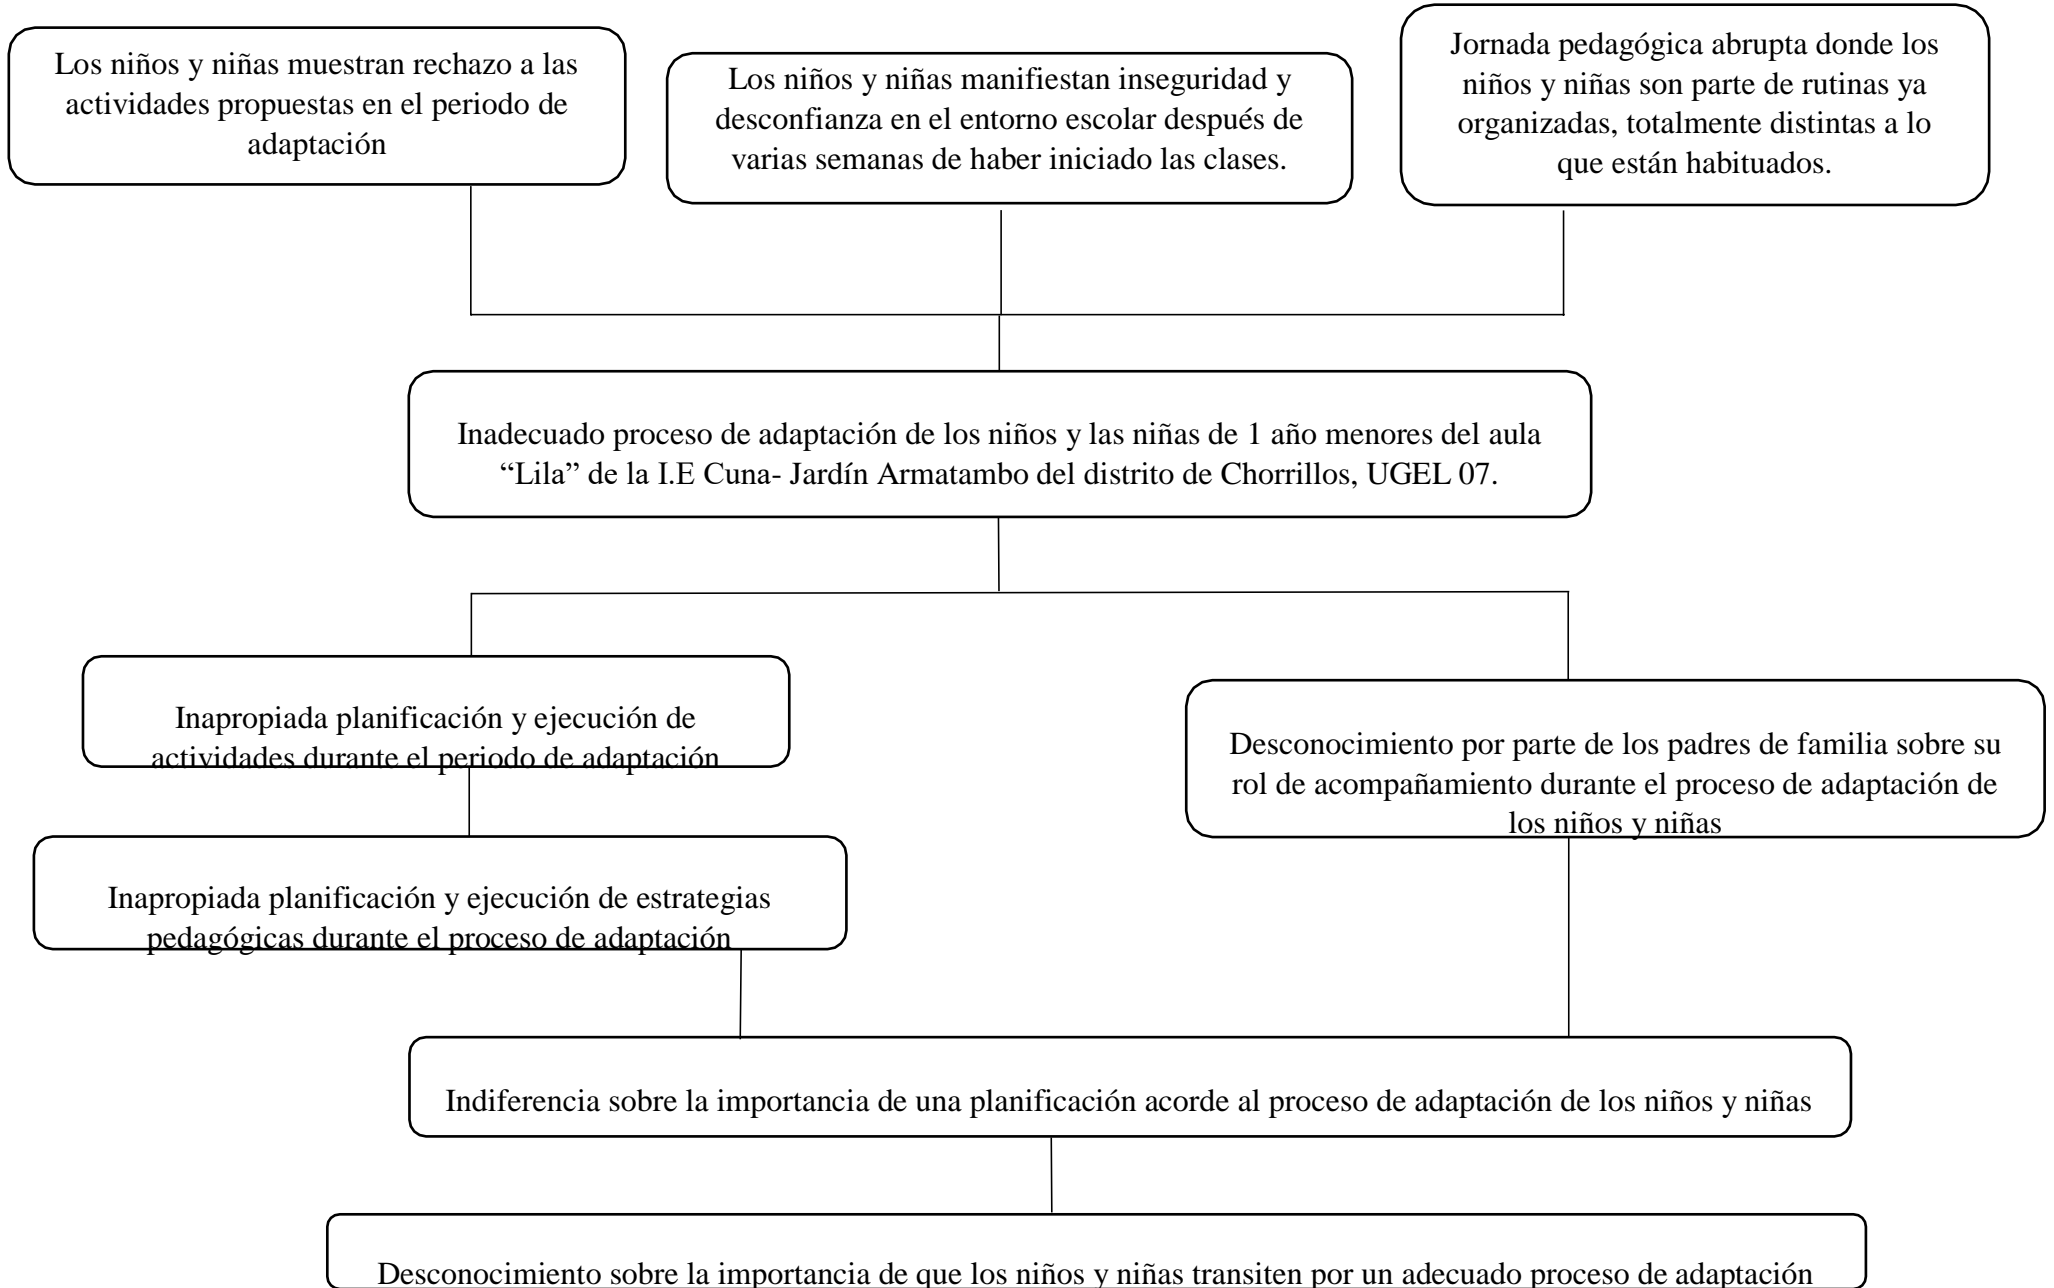 Los niños y niñas muestran rechazo a las
actividades propuestas en el periodo de
adaptación
Los niños y niñas manifiestan inseguridad y
desconfianza en el entorno escolar después de
varias semanas de haber iniciado las clases.
Jornada pedagógica abrupta donde los
niños y niñas son parte de rutinas ya
organizadas, totalmente distintas a lo
que están habituados.
Inadecuado proceso de adaptación de los niños y las niñas de 1 año menores del aula
“Lila” de la I.E Cuna- Jardín Armatambo del distrito de Chorrillos, UGEL 07.
Inapropiada planificación y ejecución de
actividades durante el periodo de adaptación
Desconocimiento por parte de los padres de familia sobre su
rol de acompañamiento durante el proceso de adaptación de
los niños y niñas
Inapropiada planificación y ejecución de estrategias
pedagógicas durante el proceso de adaptación
Indiferencia sobre la importancia de una planificación acorde al proceso de adaptación de los niños y niñas
Desconocimiento sobre la importancia de que los niños y niñas transiten por un adecuado proceso de adaptación